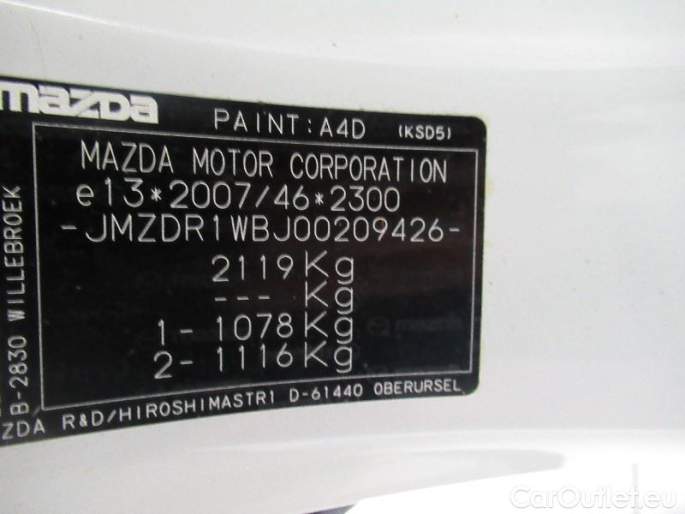 mazda PAINT:A4D (KSD5)
MAZDA MOTOR CORPORATION
e13*2007/46*2300
-JMZDR1WBJ00209426-
2119Kg
--- Kg
1- 1078Kg
2- 1116Kg
B-2830 WILLEBROEK
R&D/HIROSHIMASTR1 D-61440 OBERURSEL
CarOutlet.eu